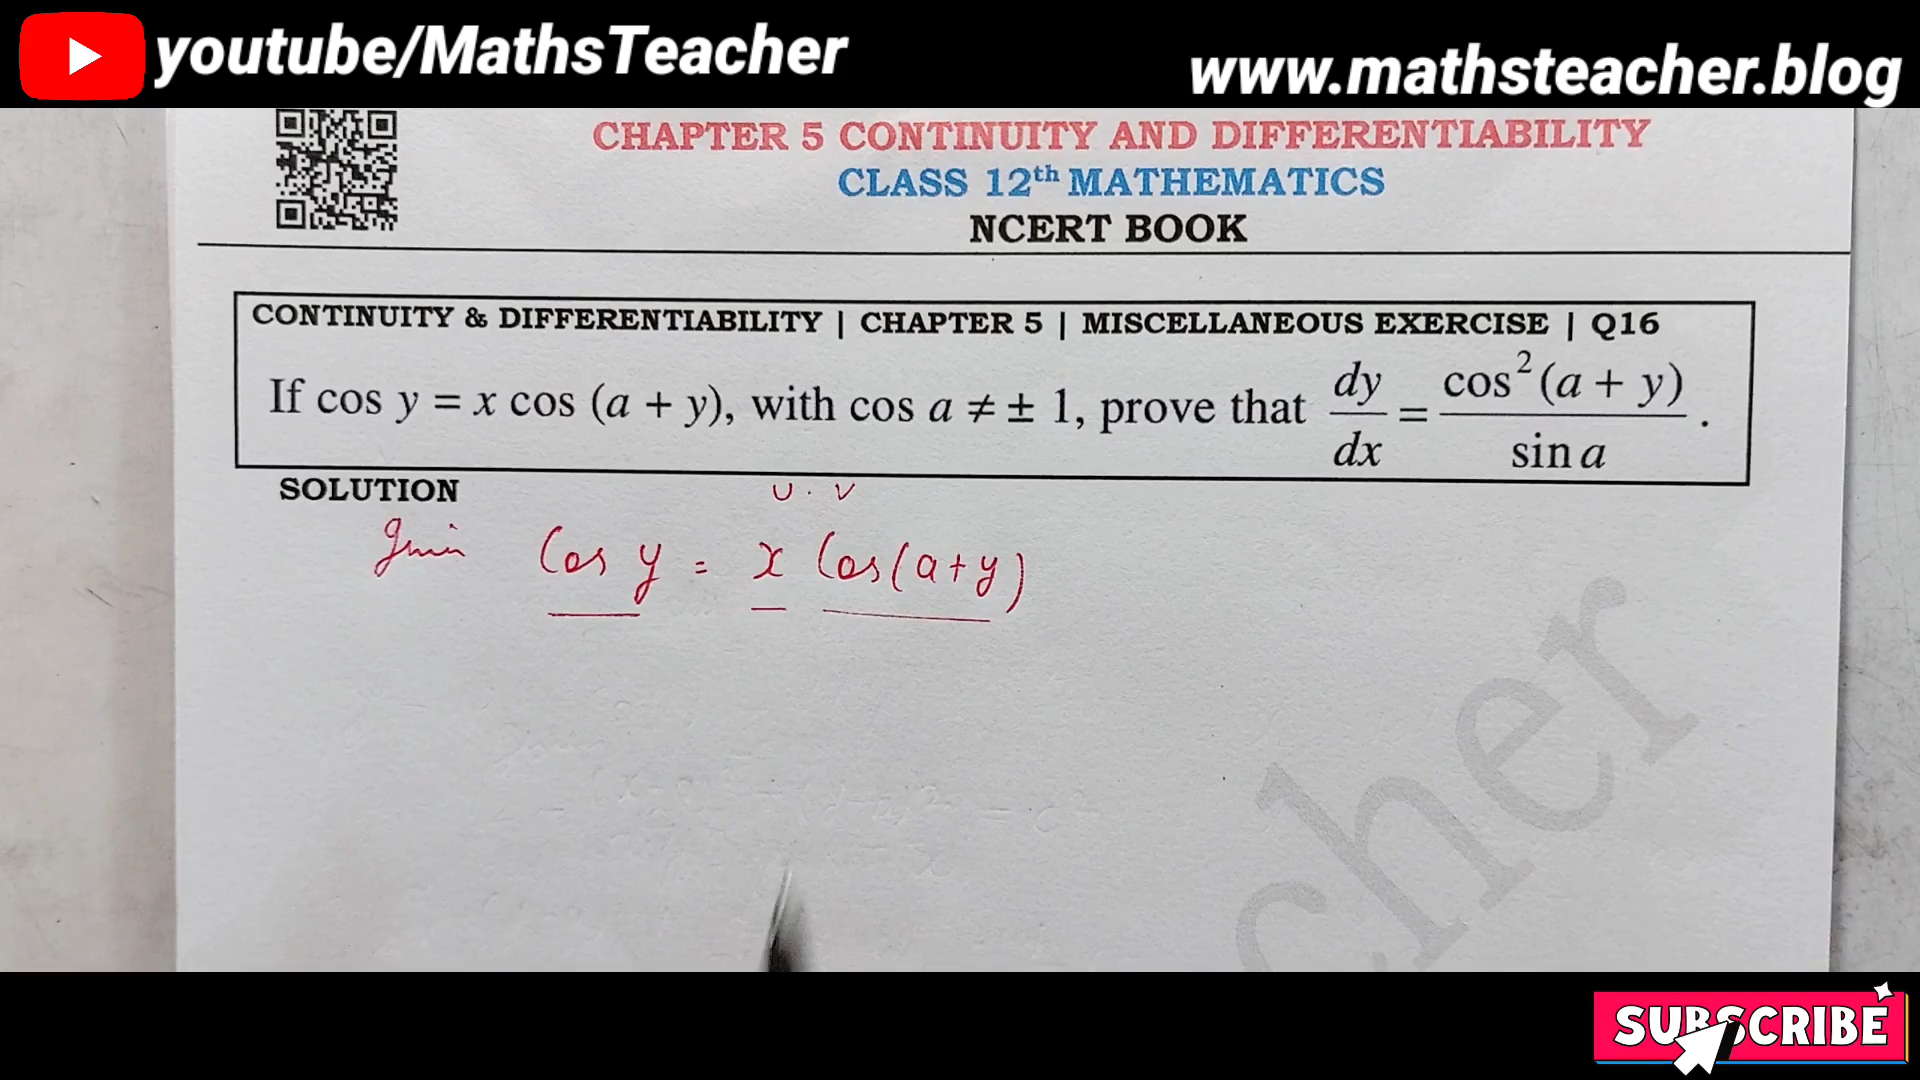 youtube/MathsTeacher
www.mathsteacher.blog
CHAPTER 5 CONTINUITY AND DIFFERENTIABILITY
CLASS 12th MATHEMATICS
NCERT BOOK
CONTINUITY & DIFFERENTIABILITY | CHAPTER 5 | MISCELLANEOUS EXERCISE | Q16
If cos y = x cos (a + y), with cos a ≠ ± 1, prove that dy/dx = cos²(a + y)/sin a .
SOLUTION
U . V
Cos y = x Cos(a+y)
cher
SUBSCRIBE